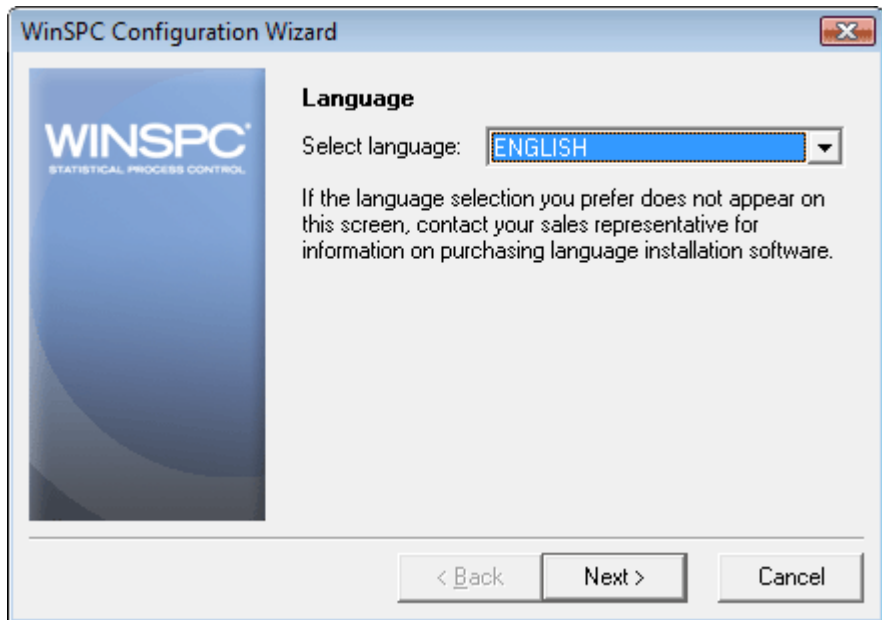 WinSPC Configuration Wizard
WINSPC®
STATISTICAL PROCESS CONTROL
Language
Select language: ENGLISH
If the language selection you prefer does not appear on
this screen, contact your sales representative for
information on purchasing language installation software.
< Back Next > Cancel